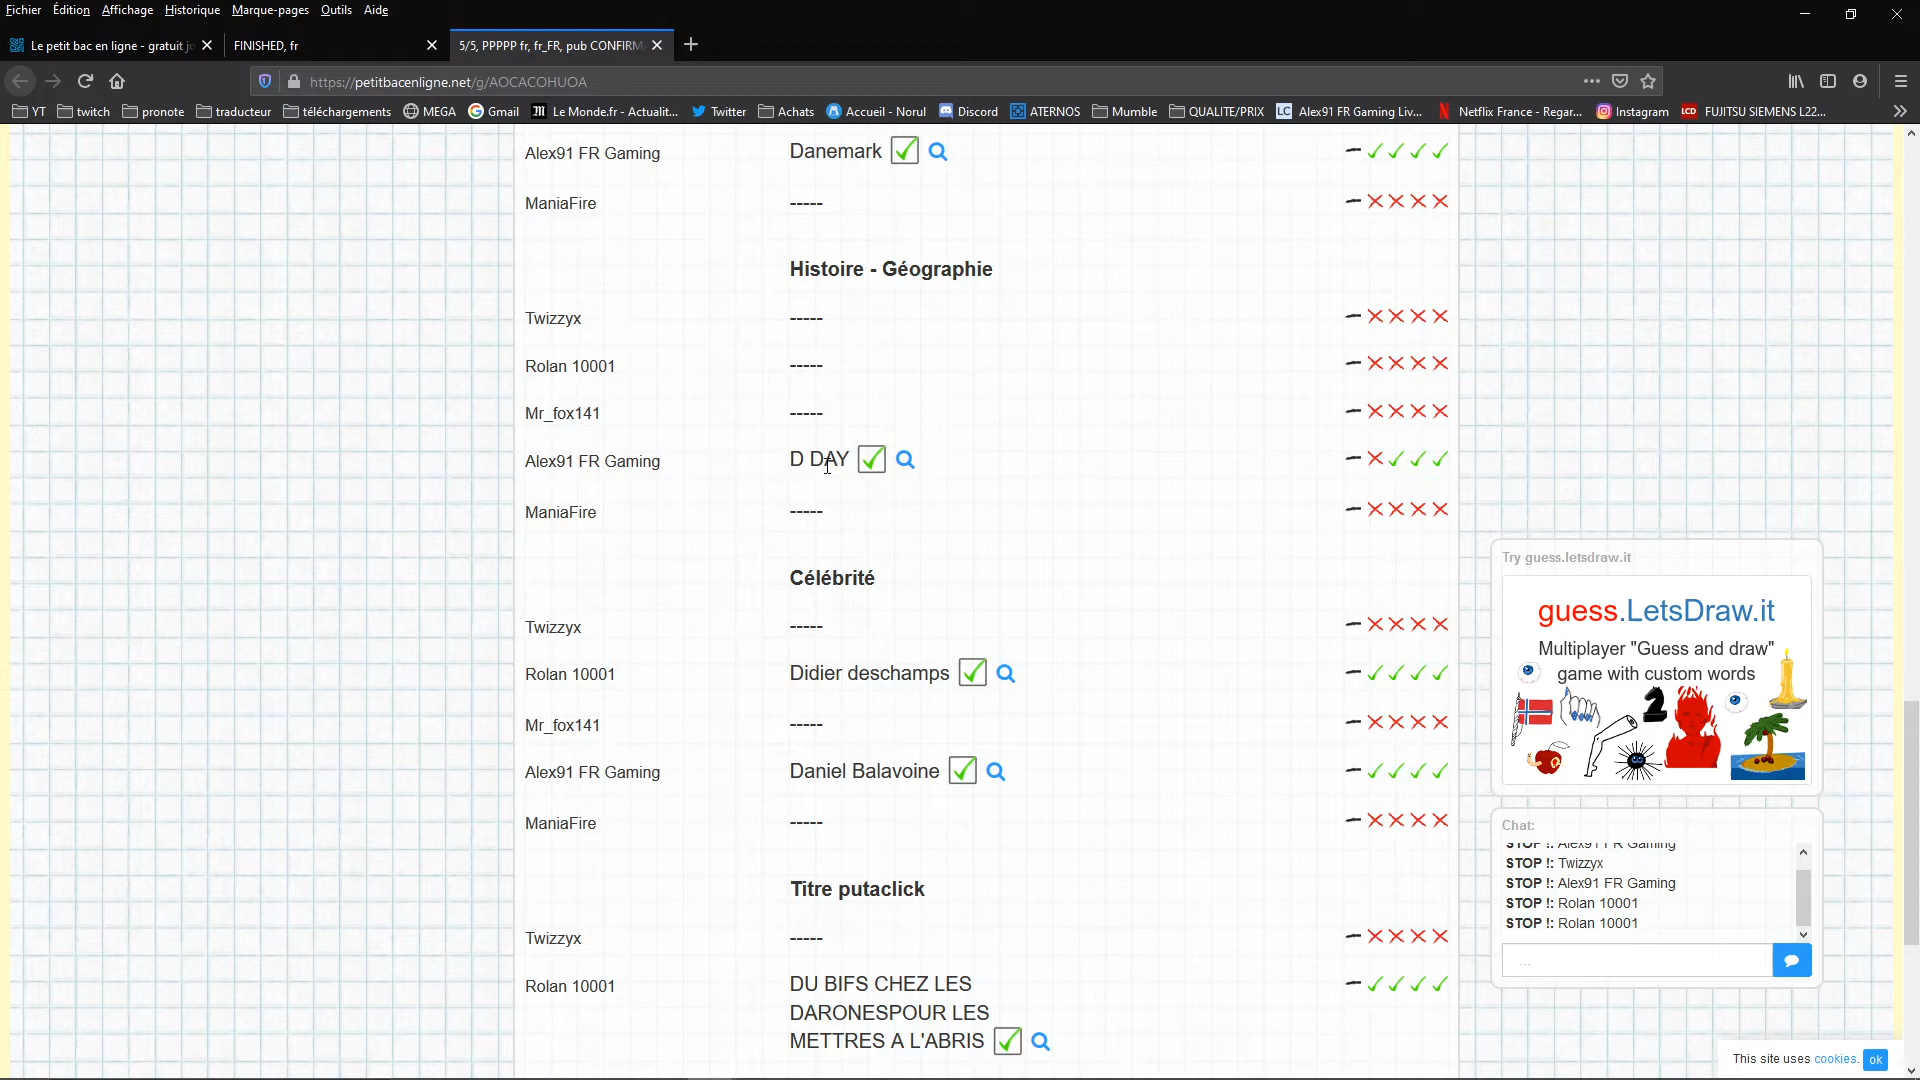 Fichier Édition Affichage Historique Marque-pages Outils Aide
Le petit bac en ligne - gratuit jo
FINISHED, fr
5/5, PPPPP fr, fr_FR, pub CONFIRM
https://petitbacenligne.net/g/AOCACOHUOA
YT twitch pronote traducteur téléchargements MEGA Gmail Le Monde.fr - Actualit... Twitter Achats Accueil - Norul Discord ATERNOS Mumble QUALITE/PRIX LC Alex91 FR Gaming Liv... Netflix France - Regar... Instagram LCD FUJITSU SIEMENS L22...
Alex91 FR Gaming Danemark
ManiaFire -----
Histoire - Géographie
Twizzyx -----
Rolan 10001 -----
Mr_fox141 -----
Alex91 FR Gaming D DAY
ManiaFire -----
Célébrité
Twizzyx -----
Rolan 10001 Didier deschamps
Mr_fox141 -----
Alex91 FR Gaming Daniel Balavoine
ManiaFire -----
Titre putaclick
Twizzyx -----
Rolan 10001 DU BIFS CHEZ LES
DARONESPOUR LES
METTRES A L'ABRIS
Try guess.letsdraw.it
guess.LetsDraw.it
Multiplayer "Guess and draw"
game with custom words
Chat:
STOP !: Alex91 FR Gaming
STOP !: Twizzyx
STOP !: Alex91 FR Gaming
STOP !: Rolan 10001
STOP !: Rolan 10001
...
This site uses cookies. ok